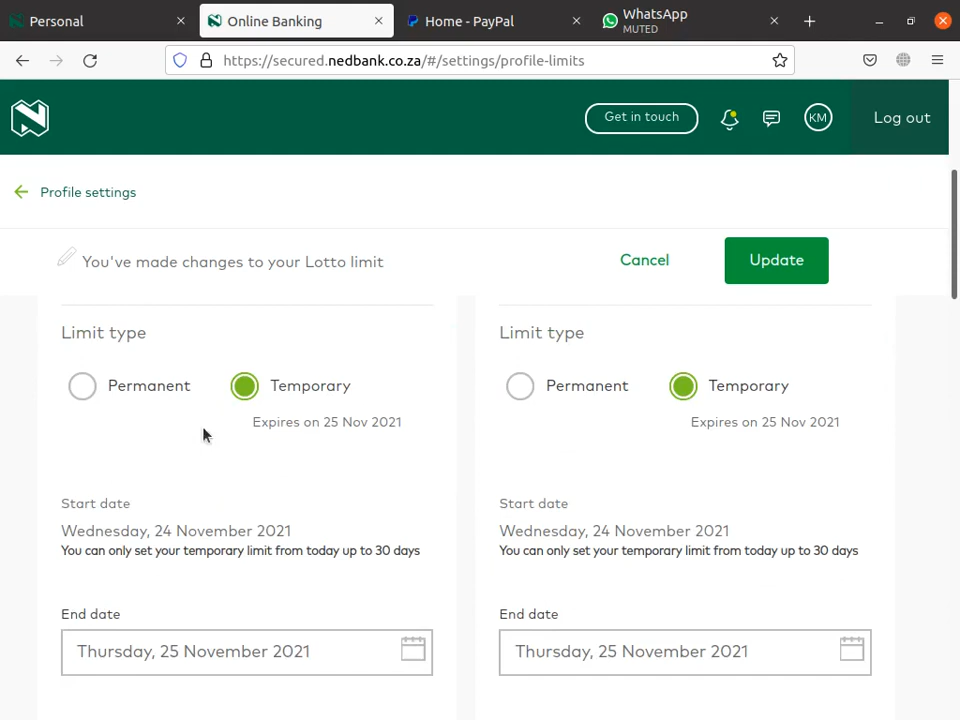 Personal
Online Banking
Home - PayPal
WhatsApp
MUTED
https://secured.nedbank.co.za/#/settings/profile-limits
Get in touch
KM
Log out
Profile settings
You've made changes to your Lotto limit
Cancel
Update
Limit type
Permanent
Temporary
Expires on 25 Nov 2021
Start date
Wednesday, 24 November 2021
You can only set your temporary limit from today up to 30 days
End date
Thursday, 25 November 2021
Limit type
Permanent
Temporary
Expires on 25 Nov 2021
Start date
Wednesday, 24 November 2021
You can only set your temporary limit from today up to 30 days
End date
Thursday, 25 November 2021